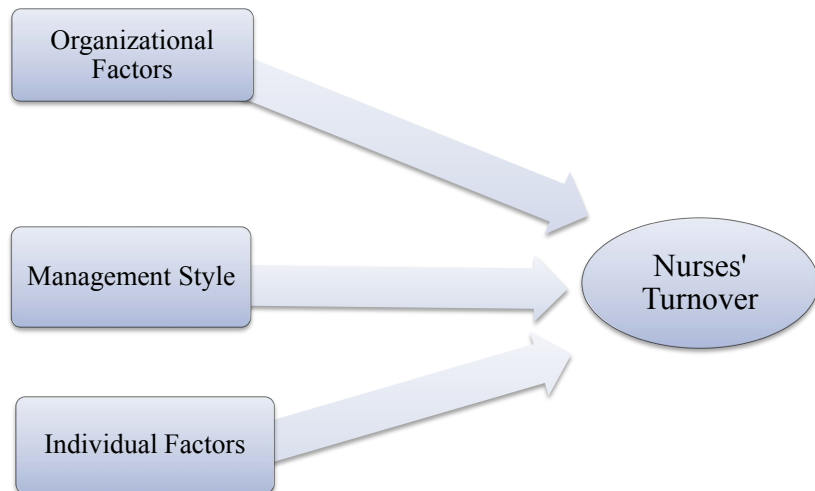 Organizational
Factors
Management Style
Nurses'
Turnover
Individual Factors